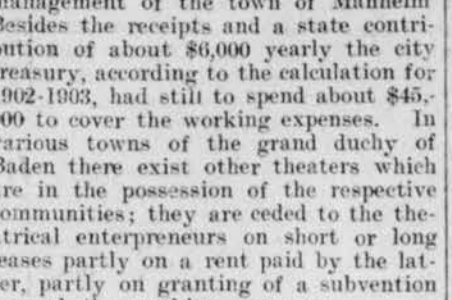 management of the town of Mannheim
Besides the receipts and a state contri-
bution of about $6,000 yearly the city
treasury, according to the calculation for
1902-1903, had still to spend about $45,-
000 to cover the working expenses. In
various towns of the grand duchy of
Baden there exist other theaters which
are in the possession of the respective
communities; they are ceded to the the-
atrical enterpreneurs on short or long
leases partly on a rent paid by the lat-
ter, partly on granting of a subvention